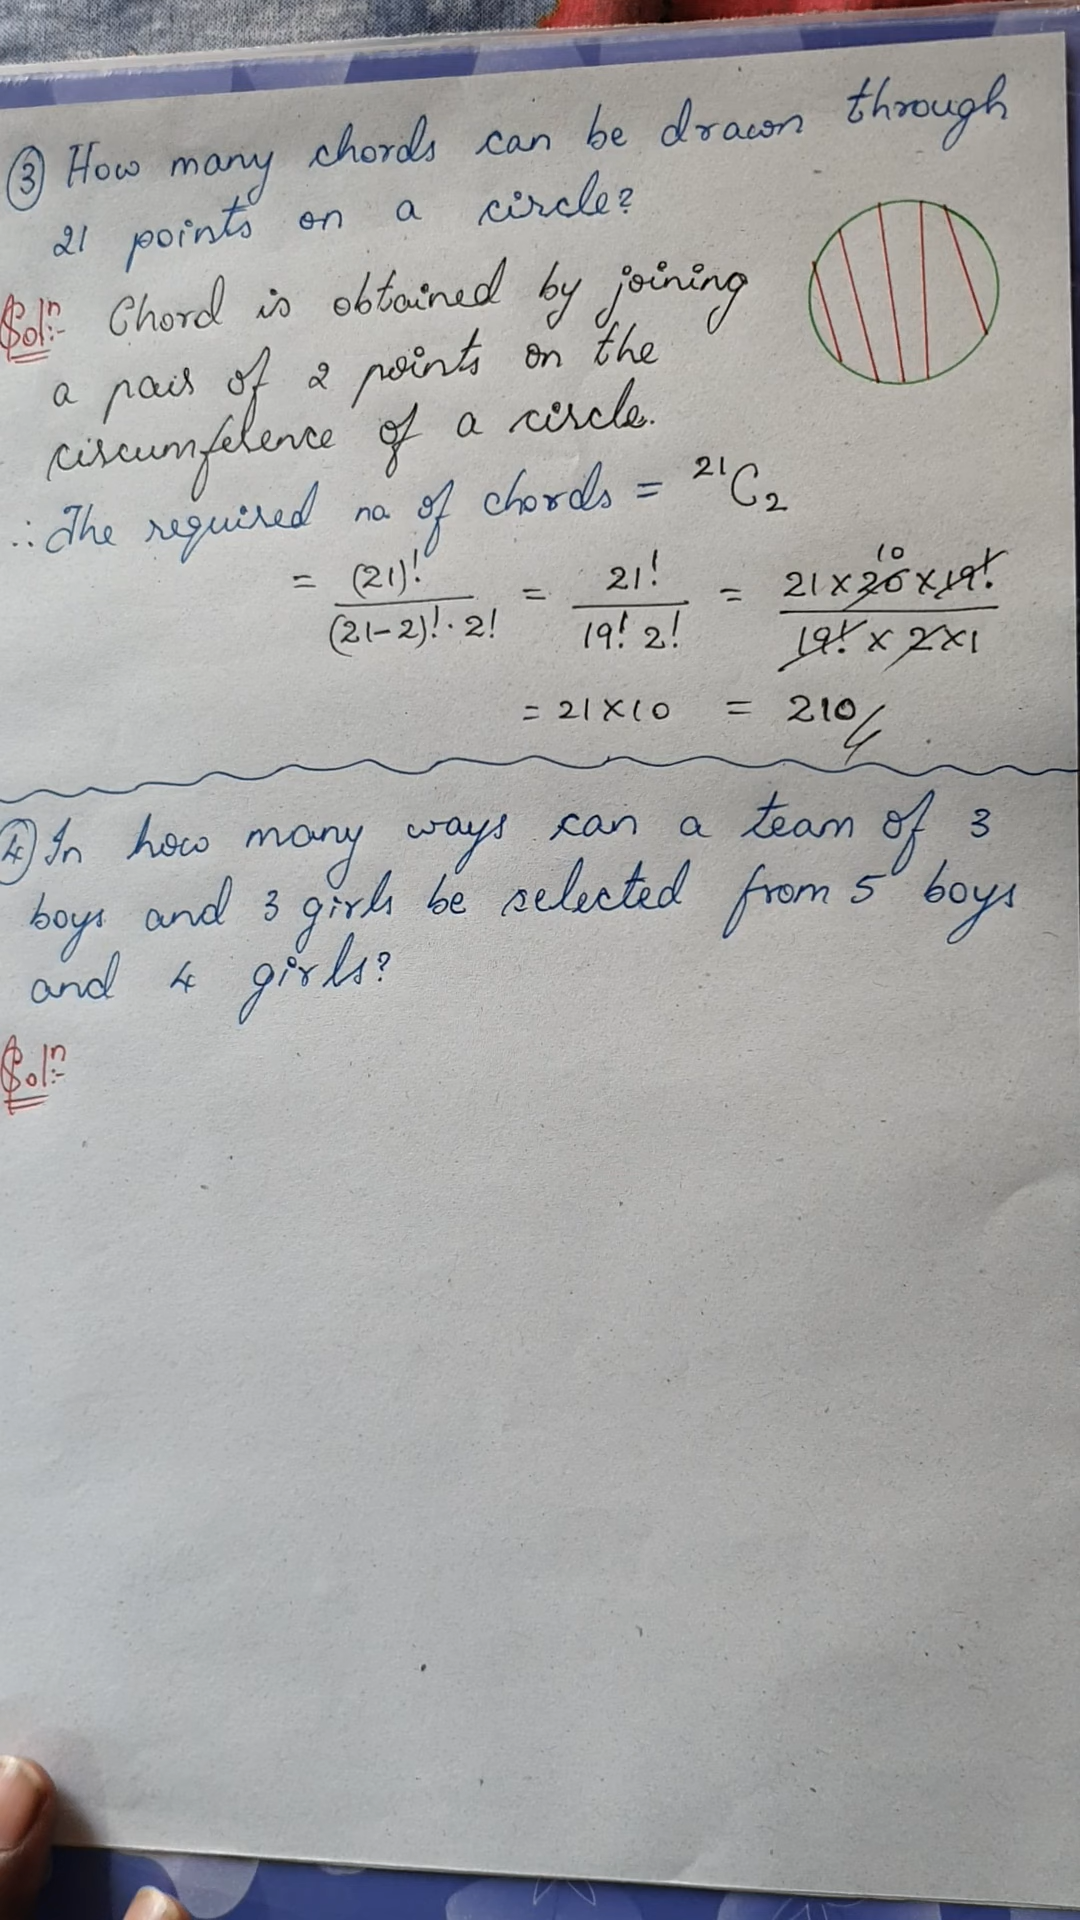 ③ How many chords can be drawn through
21 points on a circle?
Solⁿ:- Chord is obtained by joining
a pair of 2 points on the
circumference of a circle.
∴ The required no. of chords = ²¹C₂
= (21)!/(21-2)!·2! = 21!/19! 2! = 21×20×19!/19!×2×1 10
= 21×10 = 210//
④ In how many ways can a team of 3
boys and 3 girls be selected from 5 boys
and 4 girls?
Solⁿ:-